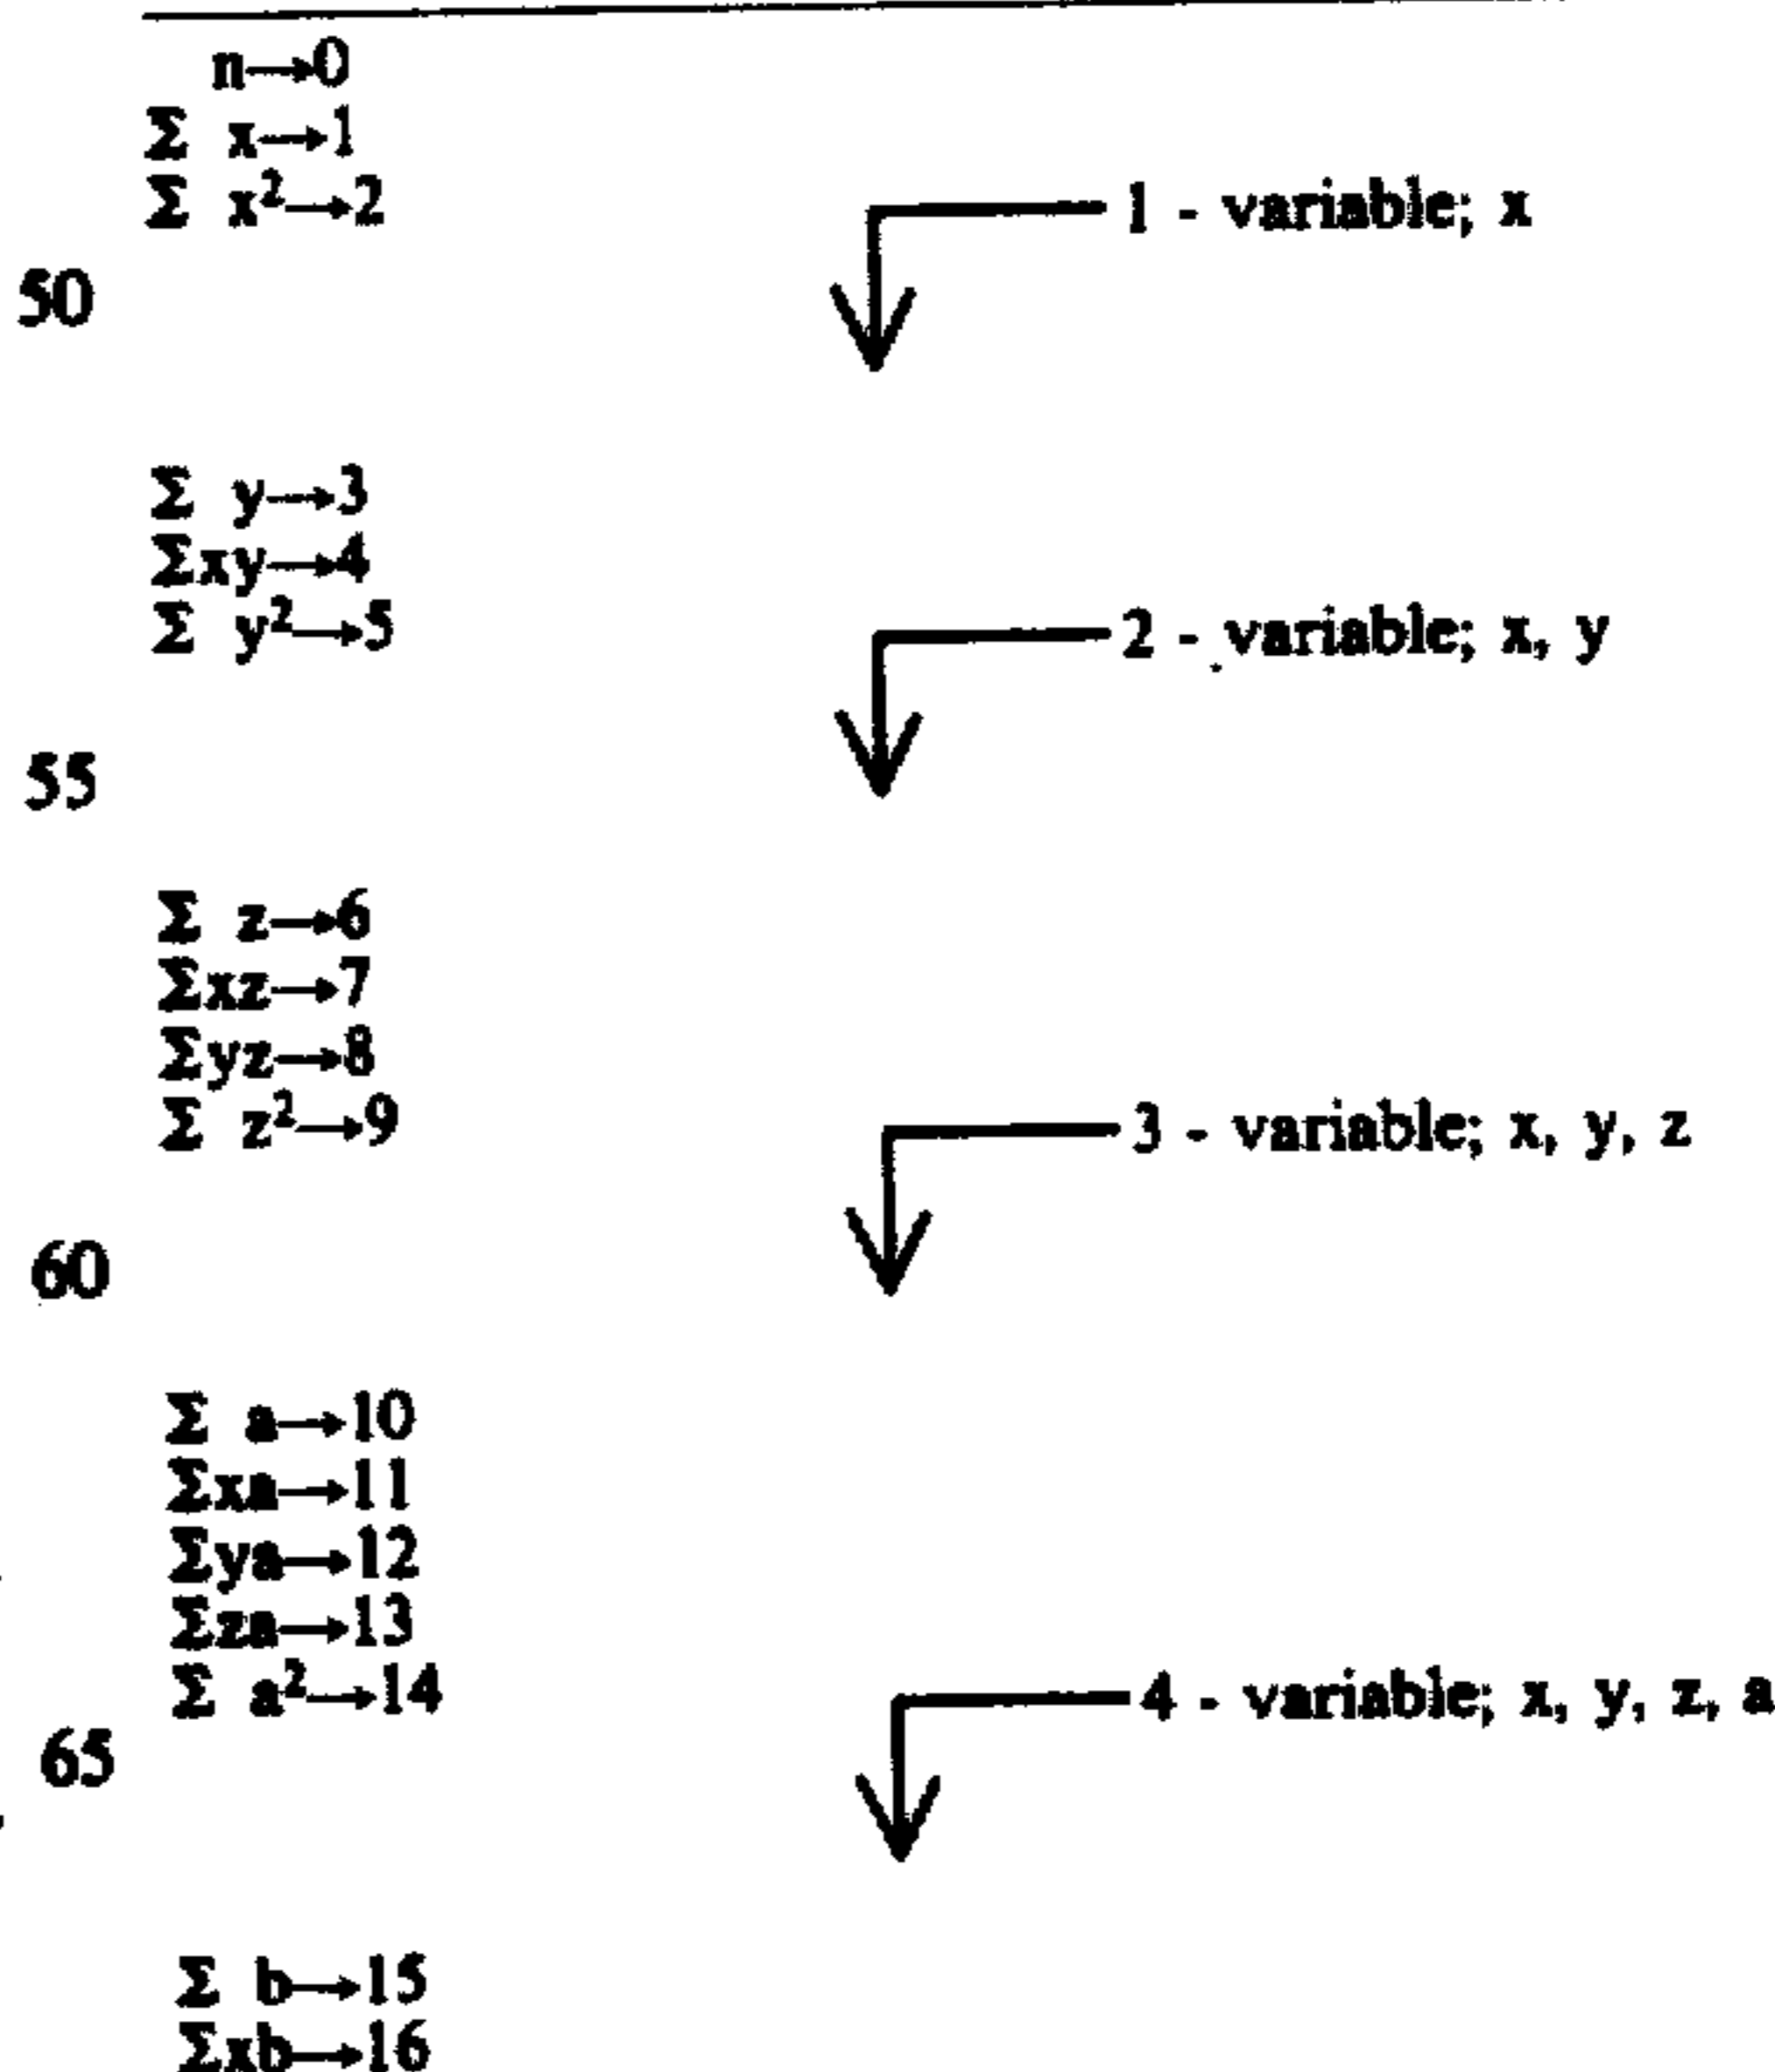 n→0
Σ x→1
Σ x²→2
1 - variable; x
50
Σ y→3
Σxy→4
Σ y²→5
2 - variable; x, y
55
Σ z→6
Σxz→7
Σyz→8
Σ z²→9
3 - variable; x, y, z
60
Σ a→10
Σxa→11
Σya→12
Σza→13
Σ a²→14
4 - variable; x, y, z, a
65
Σ b→15
Σxb→16